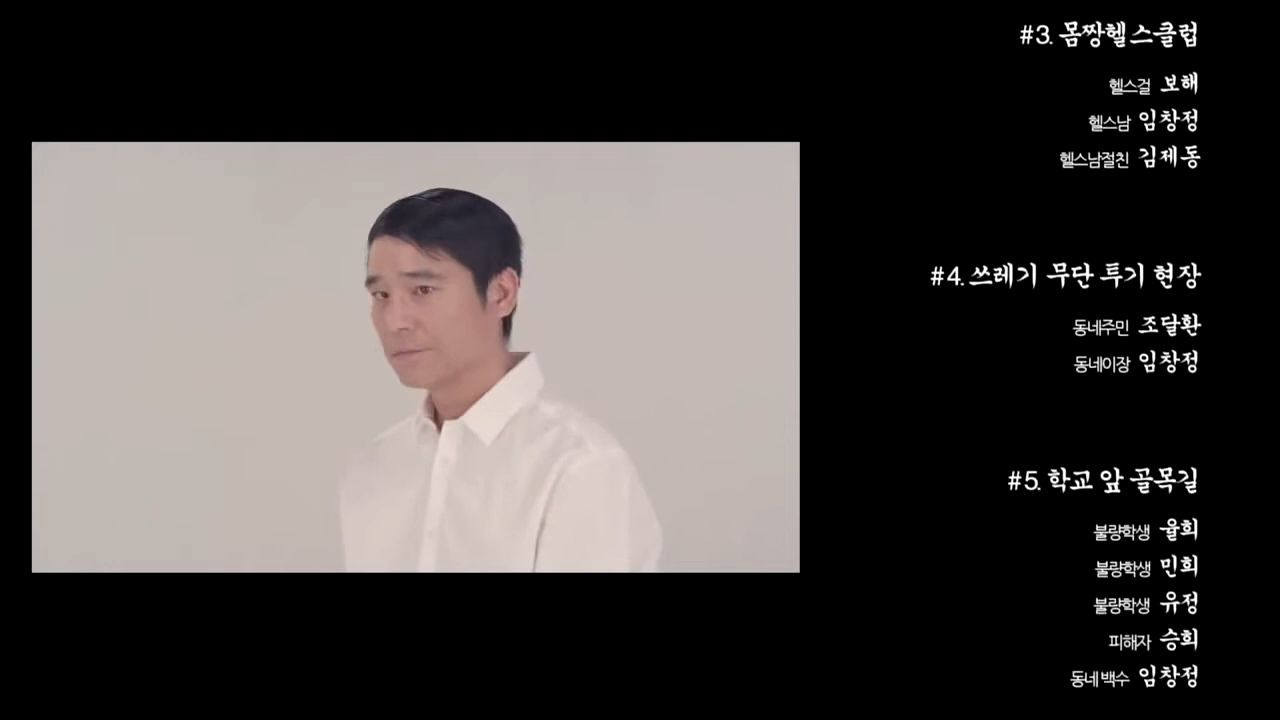 #3. 몸짱헬스클럽
헬스걸 보해
헬스남 임창정
헬스남절친 김제동
#4. 쓰레기 무단 투기 현장
동네주민 조달환
동네이장 임창정
#5. 학교 앞 골목길
불량학생 율희
불량학생 민희
불량학생 유정
피해자 승희
동네 백수 임창정